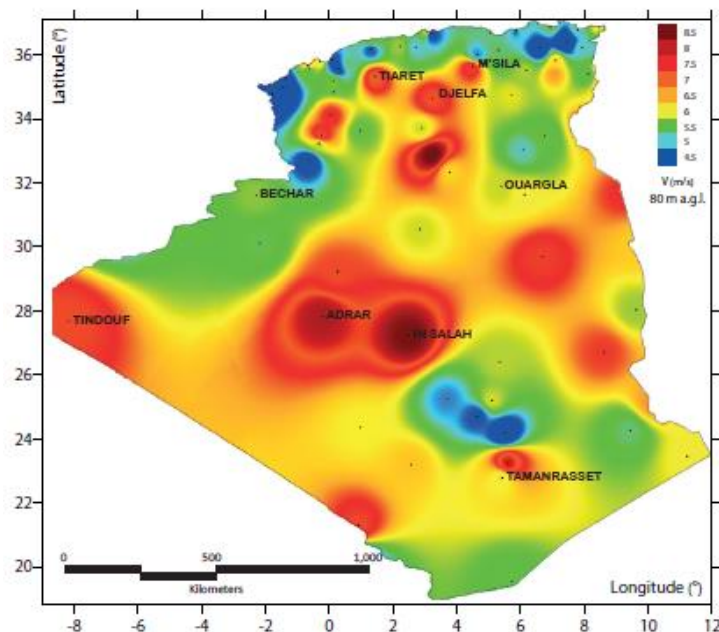 36
34
32
30
28
26
24
22
20
Latitude (°)
TIARET
M'SILA
DJELFA
BECHAR
OUARGLA
TINDOUF
ADRAR
IN SALAH
TAMANRASSET
8.5
8
7.5
7
6.5
6
5.5
5
4.5
V (m/s)
80 m a.g.l.
0 500 1,000
Kilometers
Longitude (°)
-8 -6 -4 -2 0 2 4 6 8 10 12